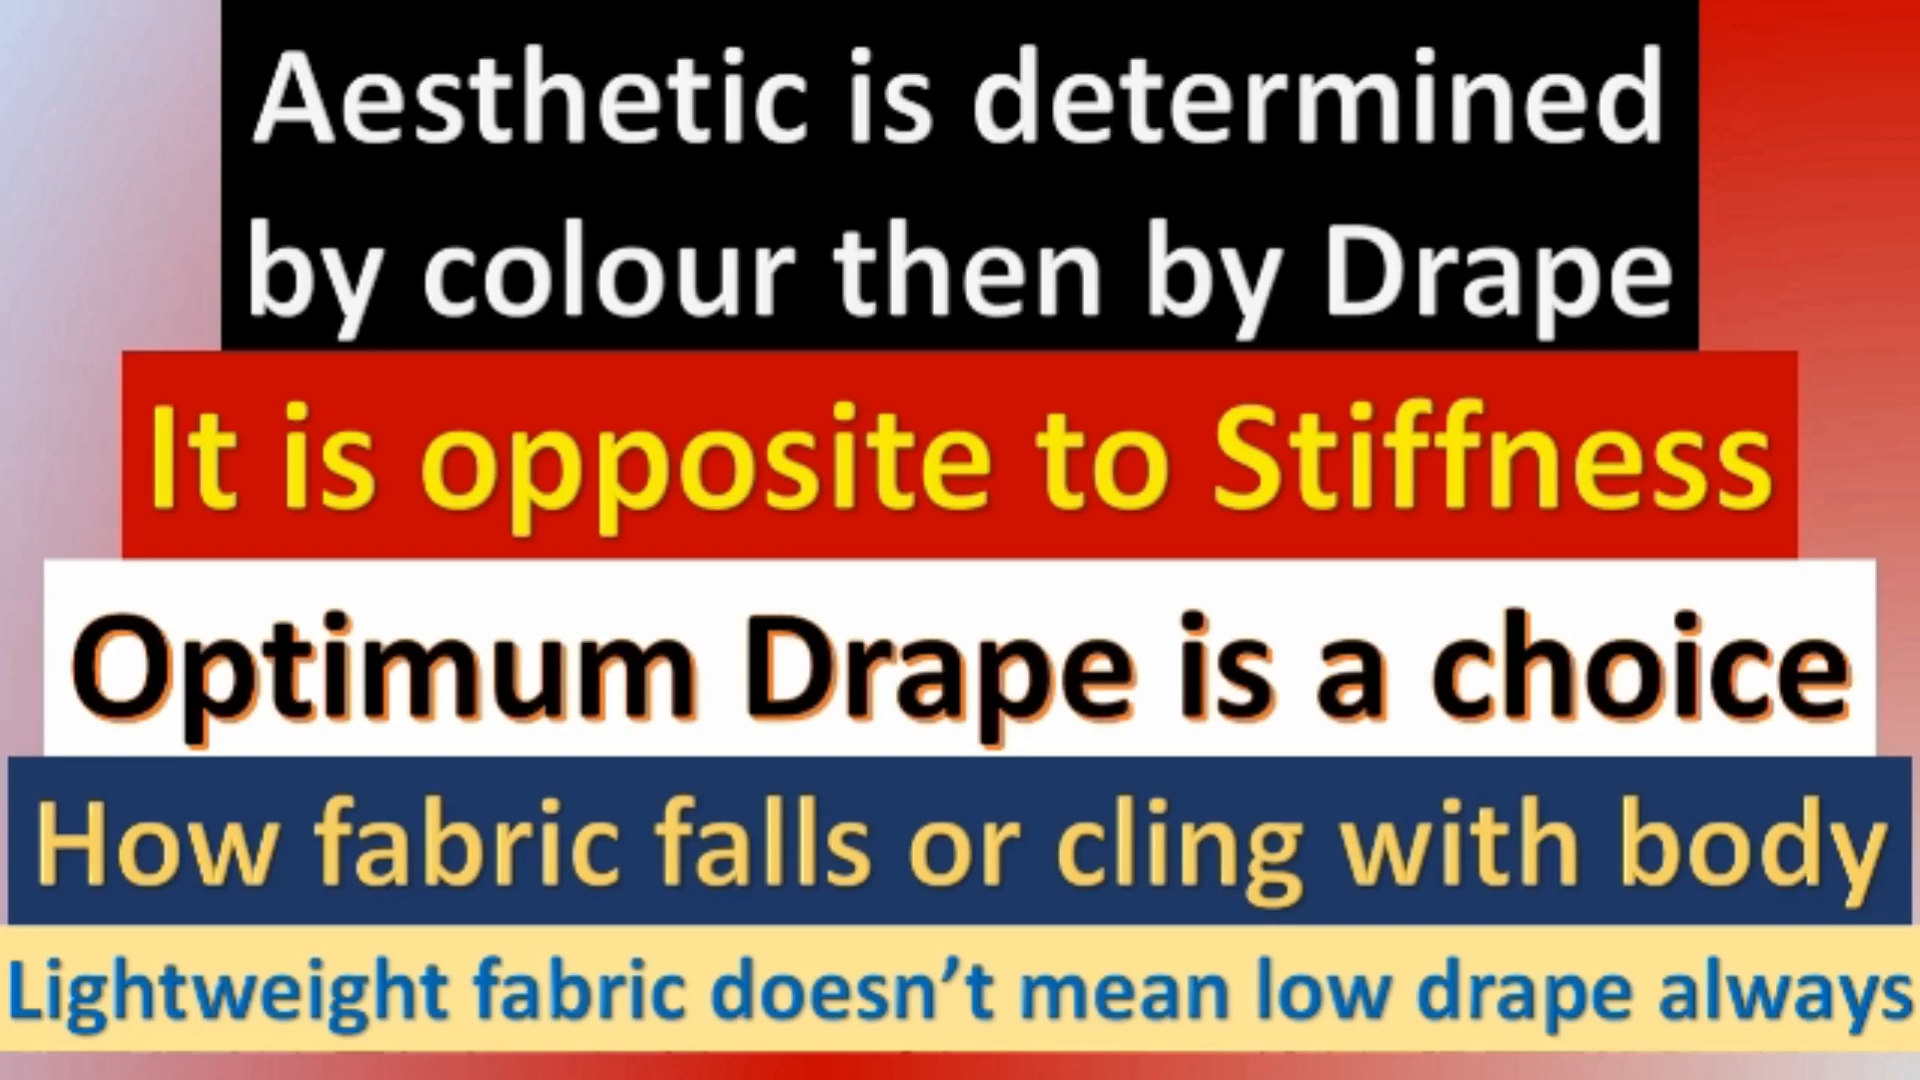 Aesthetic is determined
by colour then by Drape
It is opposite to Stiffness
Optimum Drape is a choice
How fabric falls or cling with body
Lightweight fabric doesn’t mean low drape always